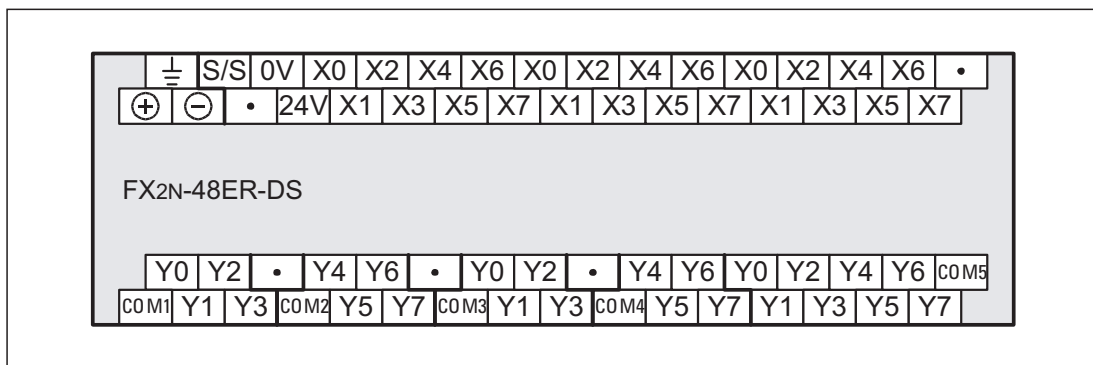 ⏚ S/S 0V X0 X2 X4 X6 X0 X2 X4 X6 X0 X2 X4 X6 •
⊕ ⊖ • 24V X1 X3 X5 X7 X1 X3 X5 X7 X1 X3 X5 X7
FX2N-48ER-DS
Y0 Y2 • Y4 Y6 • Y0 Y2 • Y4 Y6 Y0 Y2 Y4 Y6 COM5
COM1 Y1 Y3 COM2 Y5 Y7 COM3 Y1 Y3 COM4 Y5 Y7 Y1 Y3 Y5 Y7